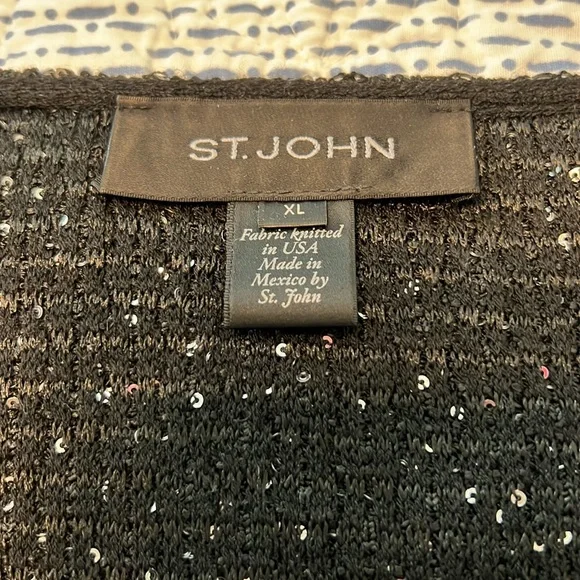 ST. JOHN
XL
Fabric knitted
in USA
Made in
Mexico by
St. John